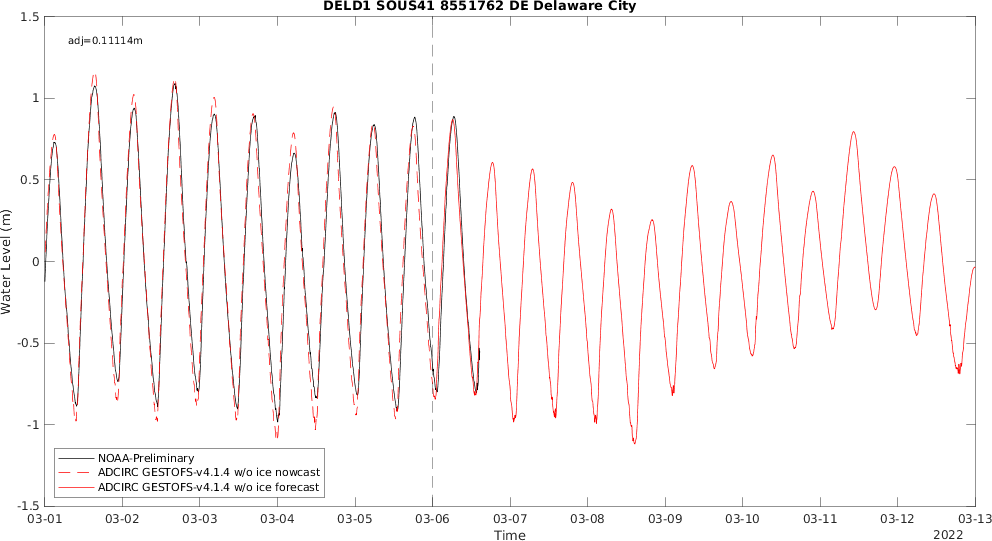 DELD1 SOUS41 8551762 DE Delaware City
adj=0.11114m
1.5
1
0.5
0
-0.5
-1
-1.5
Water Level (m)
NOAA-Preliminary
ADCIRC GESTOFS-v4.1.4 w/o ice nowcast
ADCIRC GESTOFS-v4.1.4 w/o ice forecast
03-01 03-02 03-03 03-04 03-05 03-06 03-07 03-08 03-09 03-10 03-11 03-12 03-13
Time
2022